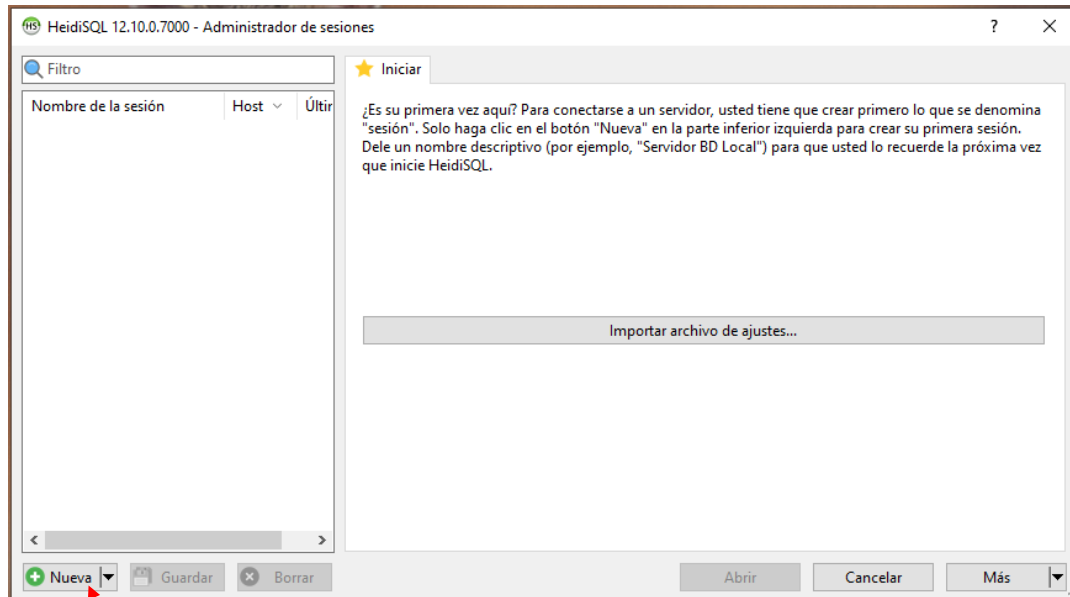 HS HeidiSQL 12.10.0.7000 - Administrador de sesiones
?
Filtro
Nombre de la sesión Host Últir
Iniciar
¿Es su primera vez aquí? Para conectarse a un servidor, usted tiene que crear primero lo que se denomina
"sesión". Solo haga clic en el botón "Nueva" en la parte inferior izquierda para crear su primera sesión.
Dele un nombre descriptivo (por ejemplo, "Servidor BD Local") para que usted lo recuerde la próxima vez
que inicie HeidiSQL.
Importar archivo de ajustes...
Nueva Guardar Borrar Abrir Cancelar Más